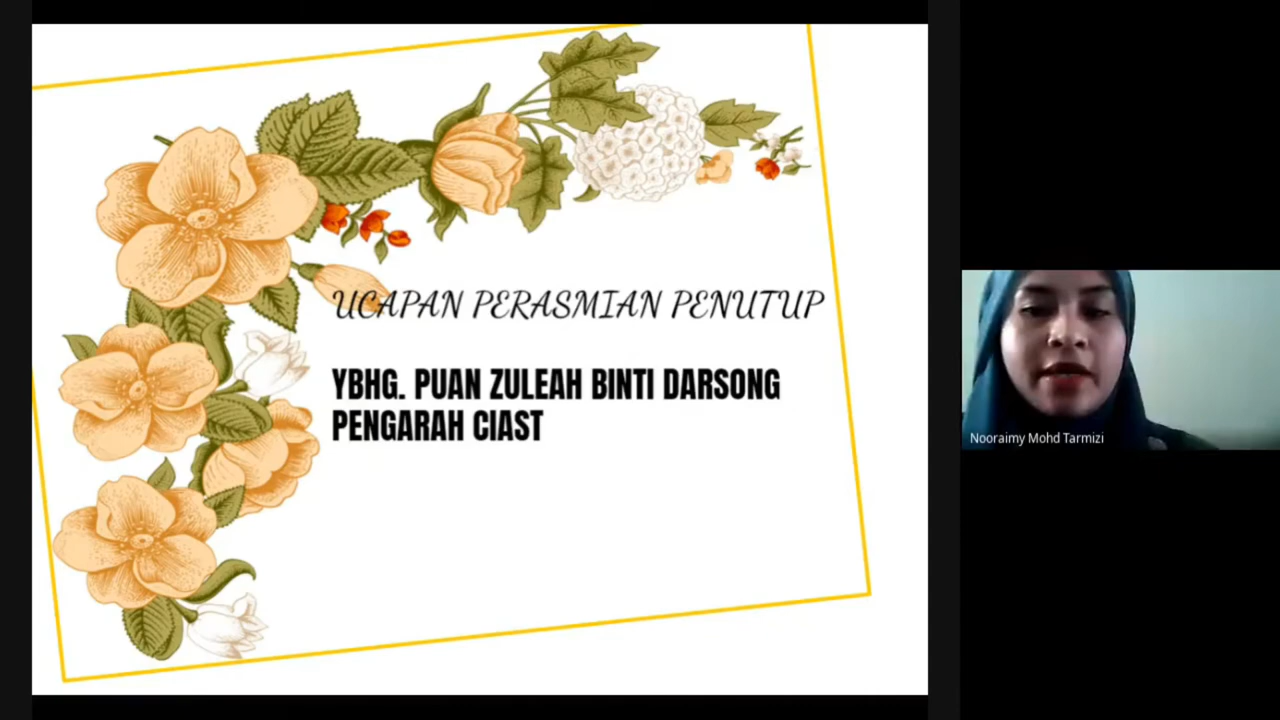 UCAPAN PERASMIAN PENUTUP
YBHG. PUAN ZULEAH BINTI DARSONG
PENGARAH CIAST
Nooraimy Mohd Tarmizi